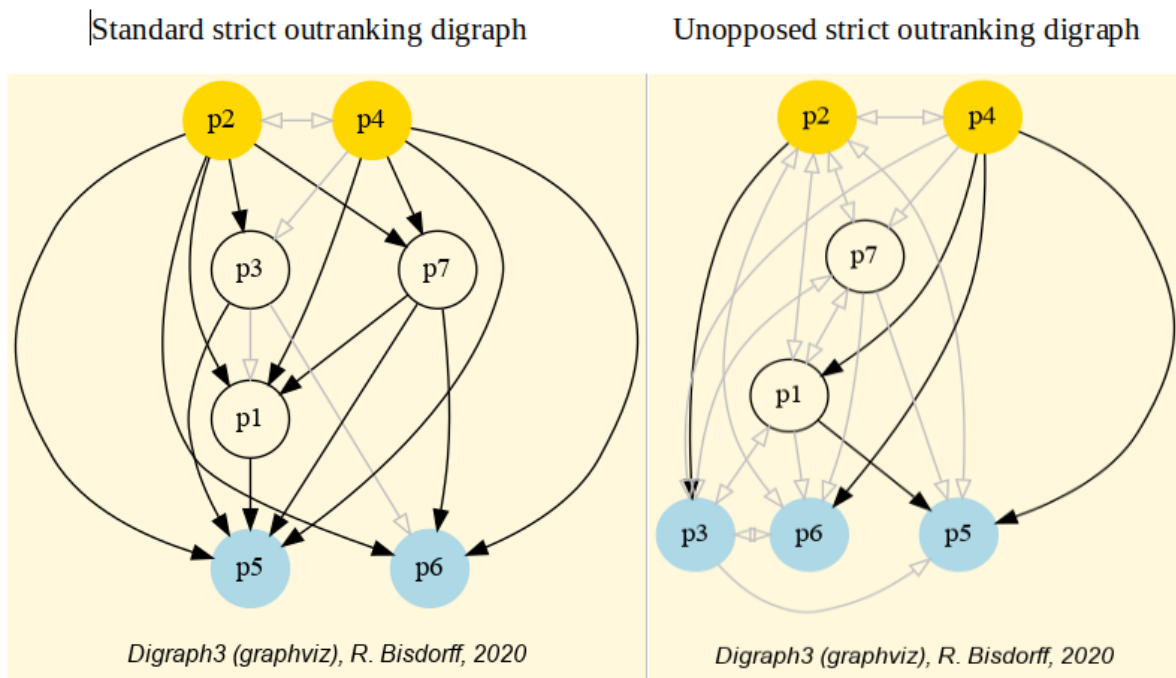 Standard strict outranking digraph
Unopposed strict outranking digraph
p2
p4
p3
p7
p1
p5
p6
Digraph3 (graphviz), R. Bisdorff, 2020
p2
p4
p7
p1
p3
p6
p5
Digraph3 (graphviz), R. Bisdorff, 2020